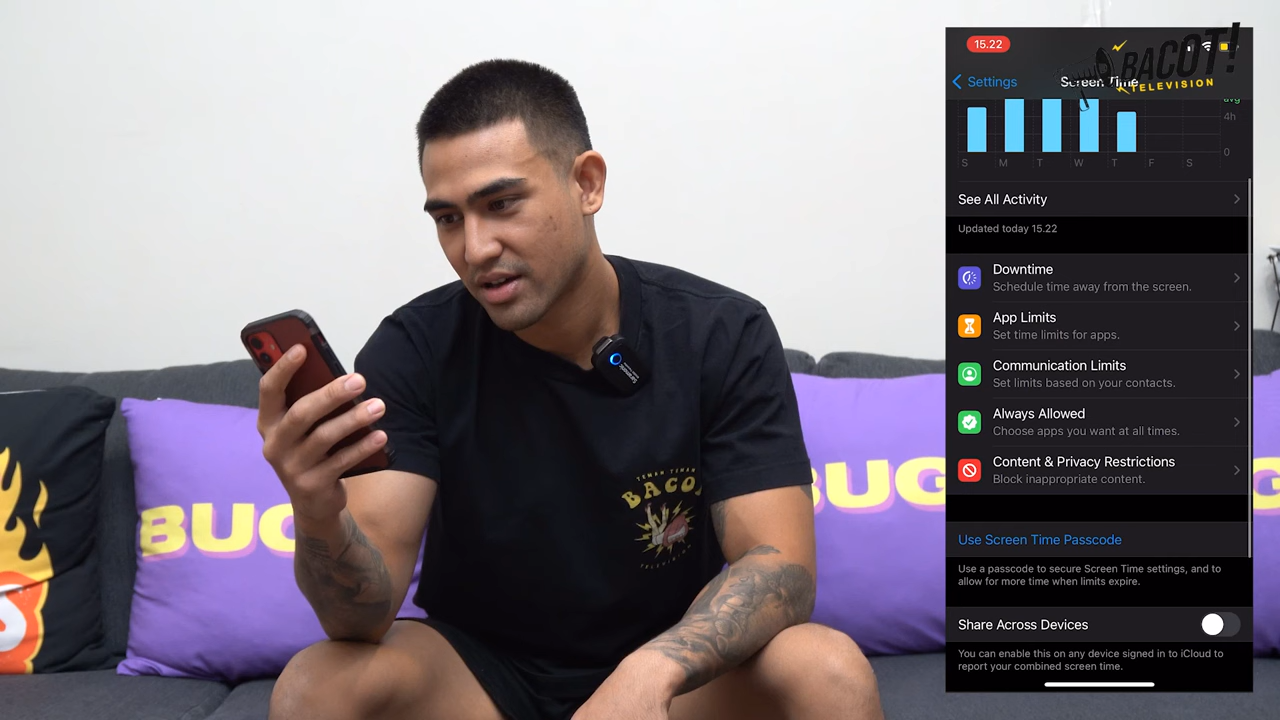 15.22
BACOT!
TELEVISION
Settings
Screen Time
avg
4h
0
S M T W T F S
See All Activity
Updated today 15.22
Downtime
Schedule time away from the screen.
App Limits
Set time limits for apps.
Communication Limits
Set limits based on your contacts.
Always Allowed
Choose apps you want at all times.
Content & Privacy Restrictions
Block inappropriate content.
Use Screen Time Passcode
Use a passcode to secure Screen Time settings, and to
allow for more time when limits expire.
Share Across Devices
You can enable this on any device signed in to iCloud to
report your combined screen time.
TEMAN TEMAN
BACOT
TELEVISION
Saramonic
BUG
BUG
S